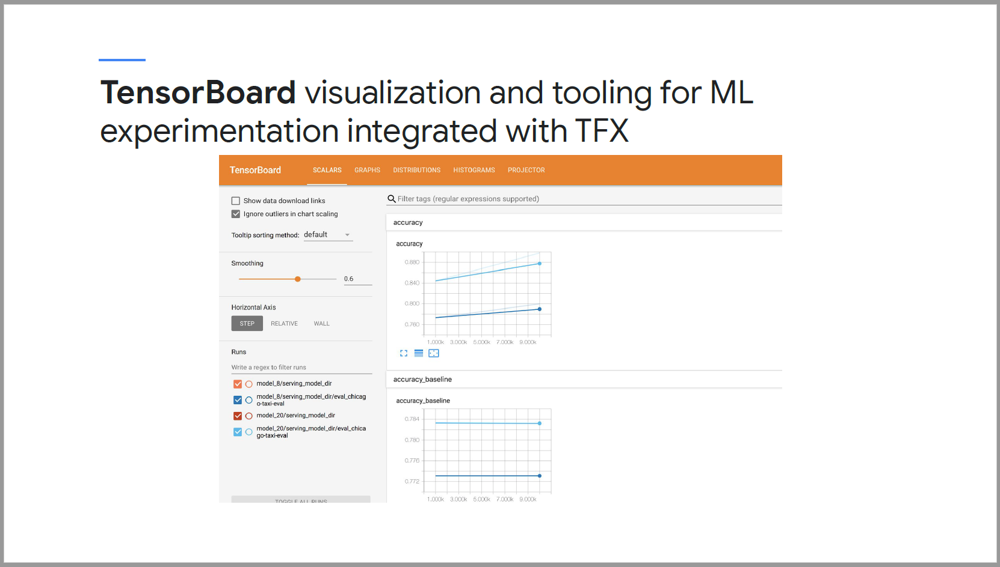 TensorBoard visualization and tooling for ML
experimentation integrated with TFX
TensorBoard
SCALARS
GRAPHS
DISTRIBUTIONS
HISTOGRAMS
PROJECTOR
Show data download links
Ignore outliers in chart scaling
Tooltip sorting method: default
Smoothing
0.6
Horizontal Axis
STEP
RELATIVE
WALL
Runs
Write a regex to filter runs
model_8/serving_model_dir
model_8/serving_model_dir/eval_chicag
o-taxi-eval
model_20/serving_model_dir
model_20/serving_model_dir/eval_chica
go-taxi-eval
TOGGLE ALL RUNS
Filter tags (regular expressions supported)
accuracy
accuracy
0.880
0.840
0.800
0.760
1.000k 3.000k 5.000k 7.000k 9.000k
accuracy_baseline
accuracy_baseline
0.784
0.780
0.776
0.772
1.000k 3.000k 5.000k 7.000k 9.000k